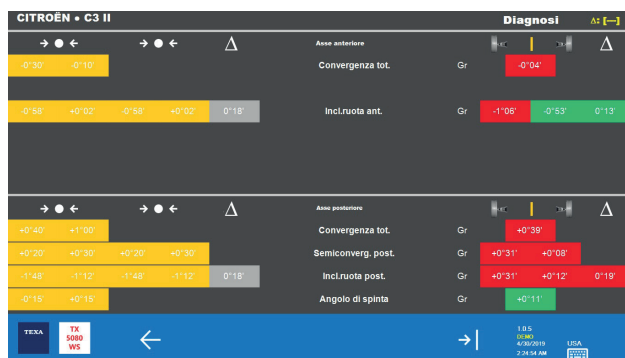 CITROËN • C3 II Diagnosi Δ: [—]
→ ● ← → ● ← Δ Asse anteriore Δ
-0°30' -0°10' Convergenza tot. Gr -0°04'
-0°58' +0°02' -0°58' +0°02' 0°18' Incl.ruota ant. Gr -1°06' -0°53' 0°13'
→ ● ← → ● ← Δ Asse posteriore Δ
+0°40' +1°00' Convergenza tot. Gr +0°39'
+0°20' +0°30' +0°20' +0°30' Semiconverg. post. Gr +0°31' +0°08'
-1°48' -1°12' -1°48' -1°12' 0°18' Incl.ruota post. Gr +0°31' +0°12' 0°19'
-0°15' +0°15' Angolo di spinta Gr +0°11'
TEXA
TX
5080
WS
←
→|
1.0.5
DEMO
4/30/2019
2:24:54 AM
USA